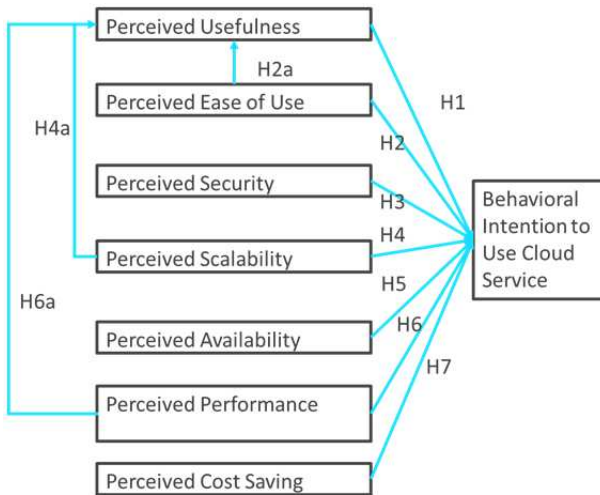 Perceived Usefulness
H2a
Perceived Ease of Use
H1
H4a
H2
Perceived Security
H3
Behavioral
Intention to
Use Cloud
Service
H4
Perceived Scalability
H5
H6a
H6
Perceived Availability
H7
Perceived Performance
Perceived Cost Saving